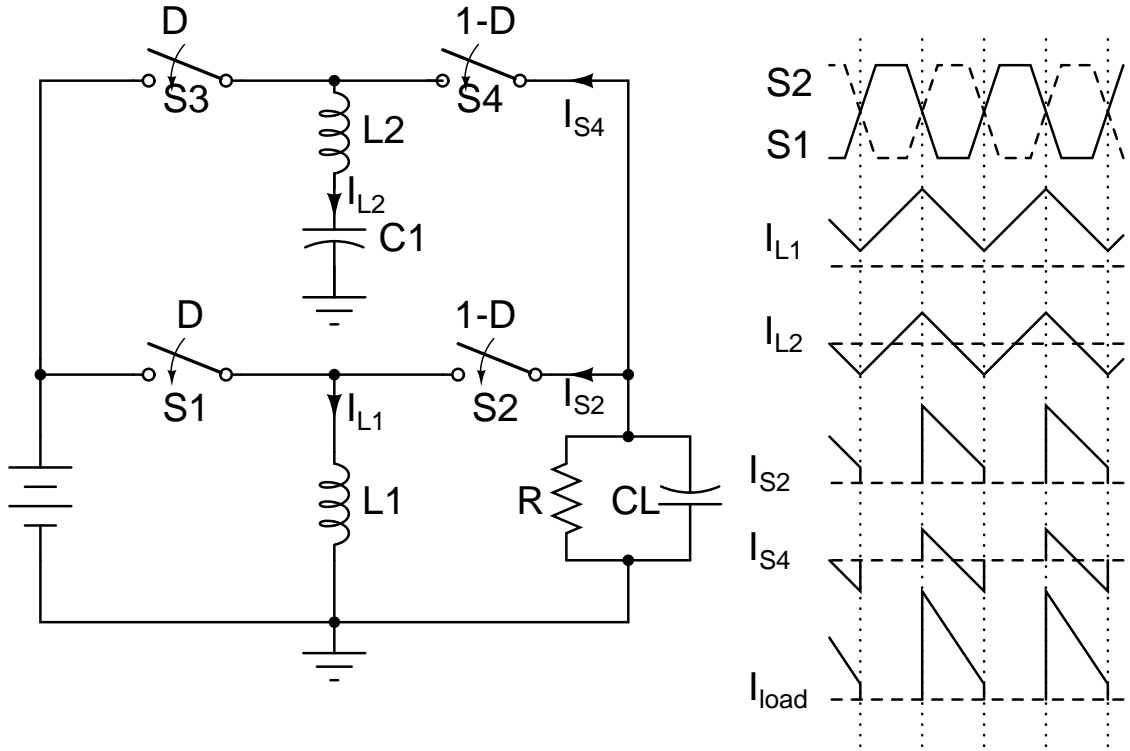 D
1-D
S3
S4
I_S4
L2
I_L2
C1
D
1-D
S1
I_L1
S2
I_S2
L1
R
CL
S2
S1
I_L1
I_L2
I_S2
I_S4
I_load